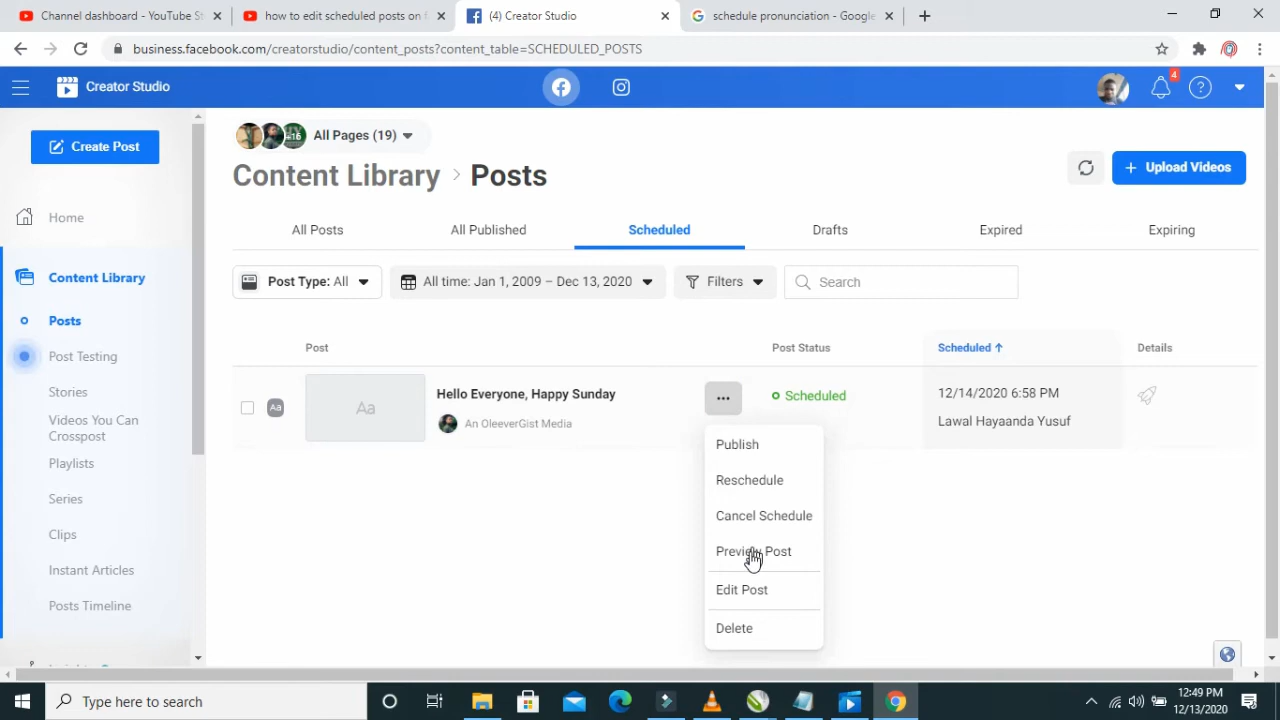 Channel dashboard - YouTube S
how to edit scheduled posts on f
(4) Creator Studio
schedule pronunciation - Google
business.facebook.com/creatorstudio/content_posts?content_table=SCHEDULED_POSTS
Creator Studio
4
Create Post
+16
All Pages (19)
Content Library > Posts
+ Upload Videos
Home
Content Library
Posts
Post Testing
Stories
Videos You Can
Crosspost
Playlists
Series
Clips
Instant Articles
Posts Timeline
All Posts
All Published
Scheduled
Drafts
Expired
Expiring
Post Type: All
All time: Jan 1, 2009 – Dec 13, 2020
Filters
Search
Post
Post Status
Scheduled ↑
Details
Aa
Aa
Hello Everyone, Happy Sunday
An OleeverGist Media
Scheduled
12/14/2020 6:58 PM
Lawal Hayaanda Yusuf
Publish
Reschedule
Cancel Schedule
Preview Post
Edit Post
Delete
Type here to search
12:49 PM
12/13/2020